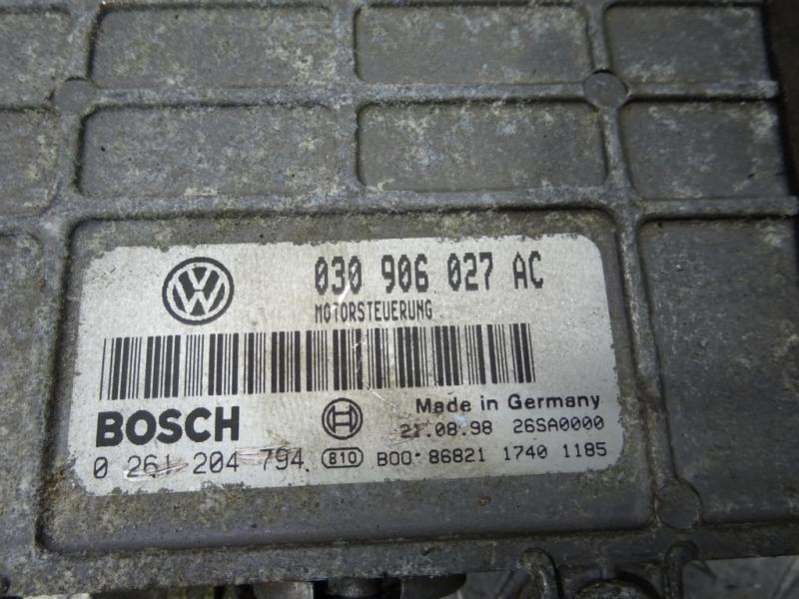 030 906 027 AC
MOTORSTEUERUNG
BOSCH
Made in Germany
21.08.98 26SA0000
0 261 204 794 810 B00·86821 1740 1185